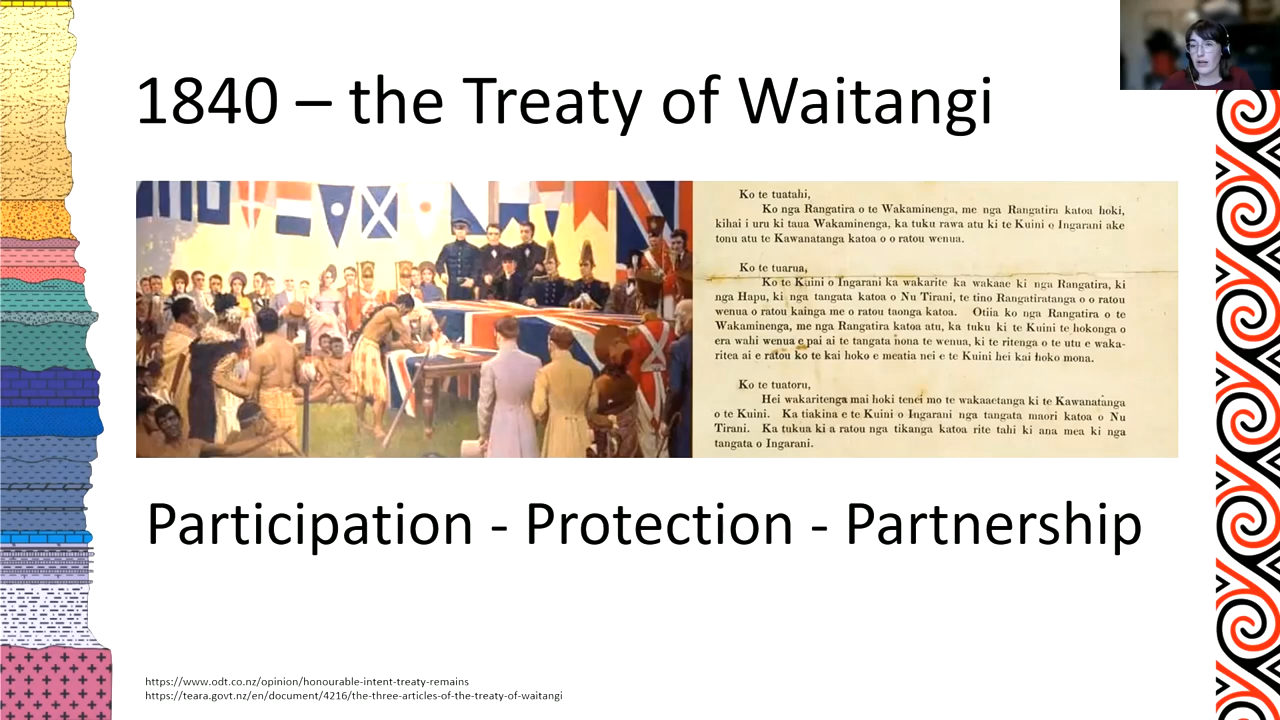 1840 – the Treaty of Waitangi
Ko te tuatahi,
Ko nga Rangatira o te Wakaminenga, me nga Rangatira katoa hoki,
kihai i uru ki taua Wakaminenga, ka tuku rawa atu ki te Kuini o Ingarani ake
tonu atu te Kawanatanga katoa o o ratou wenua.
Ko te tuarua,
Ko te Kuini o Ingarani ka wakarite ka wakaae ki nga Rangatira, ki
nga Hapu, ki nga tangata katoa o Nu Tirani, te tino Rangatiratanga o o ratou
wenua o ratou kainga me o ratou taonga katoa. Otiia ko nga Rangatira o te
Wakaminenga, me nga Rangatira katoa atu, ka tuku ki te Kuini te hokonga o
era wahi wenua e pai ai te tangata nona te wenua, ki te ritenga o te utu e waka-
ritea ai e ratou ko te kai hoko e meatia nei e te Kuini hei kai hoko mona.
Ko te tuatoru,
Hei wakaritenga mai hoki tenei mo te wakaaetanga ki te Kawanatanga
o te Kuini. Ka tiakina e te Kuini o Ingarani nga tangata maori katoa o Nu
Tirani. Ka tukua ki a ratou nga tikanga katoa rite tahi ki ana mea ki nga
tangata o Ingarani.
Participation - Protection - Partnership
https://www.odt.co.nz/opinion/honourable-intent-treaty-remains
https://teara.govt.nz/en/document/4216/the-three-articles-of-the-treaty-of-waitangi